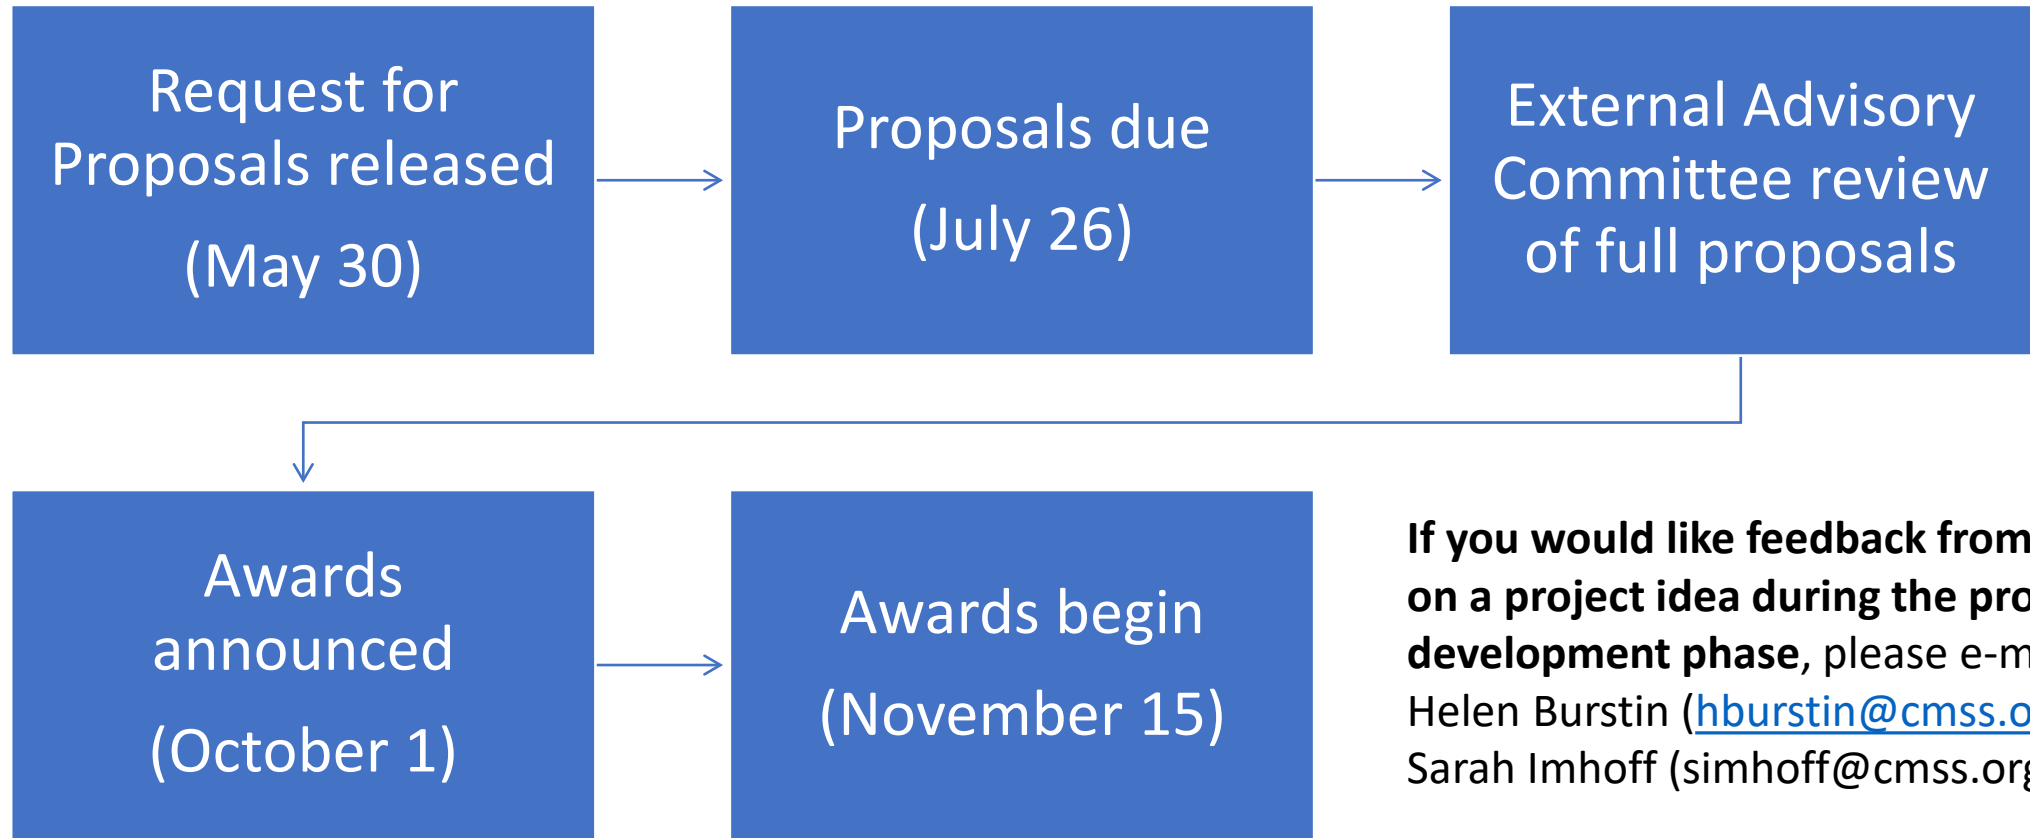 Request for
Proposals released
(May 30)
Proposals due
(July 26)
External Advisory
Committee review
of full proposals
Awards
announced
(October 1)
Awards begin
(November 15)
If you would like feedback from
on a project idea during the
development phase, please
Helen Burstin (hburstin@cmss.o
Sarah Imhoff (simhoff@cmss.org